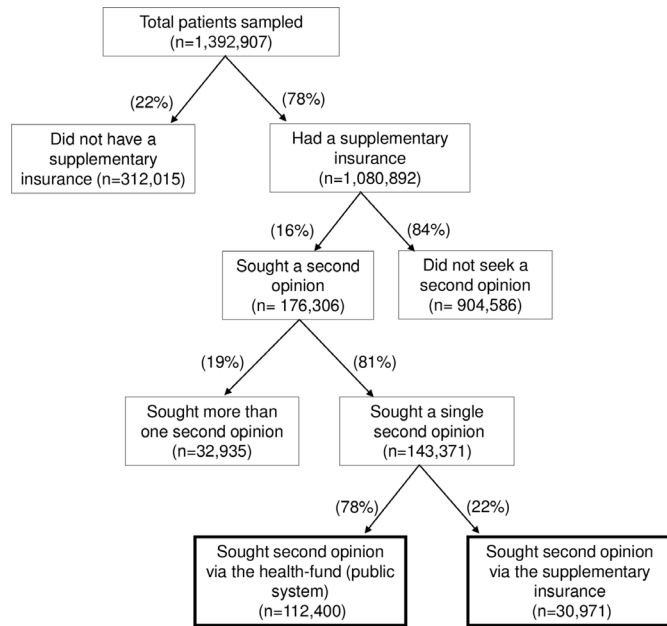 Total patients sampled
(n=1,392,907)
(22%)
(78%)
Did not have a
supplementary
insurance (n=312,015)
Had a supplementary
insurance
(n=1,080,892)
(16%)
(84%)
Sought a second
opinion
(n= 176,306)
Did not seek a
second opinion
(n= 904,586)
(19%)
(81%)
Sought more than
one second opinion
(n=32,935)
Sought a single
second opinion
(n=143,371)
(78%)
(22%)
Sought second opinion
via the health-fund (public
system)
(n=112,400)
Sought second opinion
via the supplementary
insurance
(n=30,971)